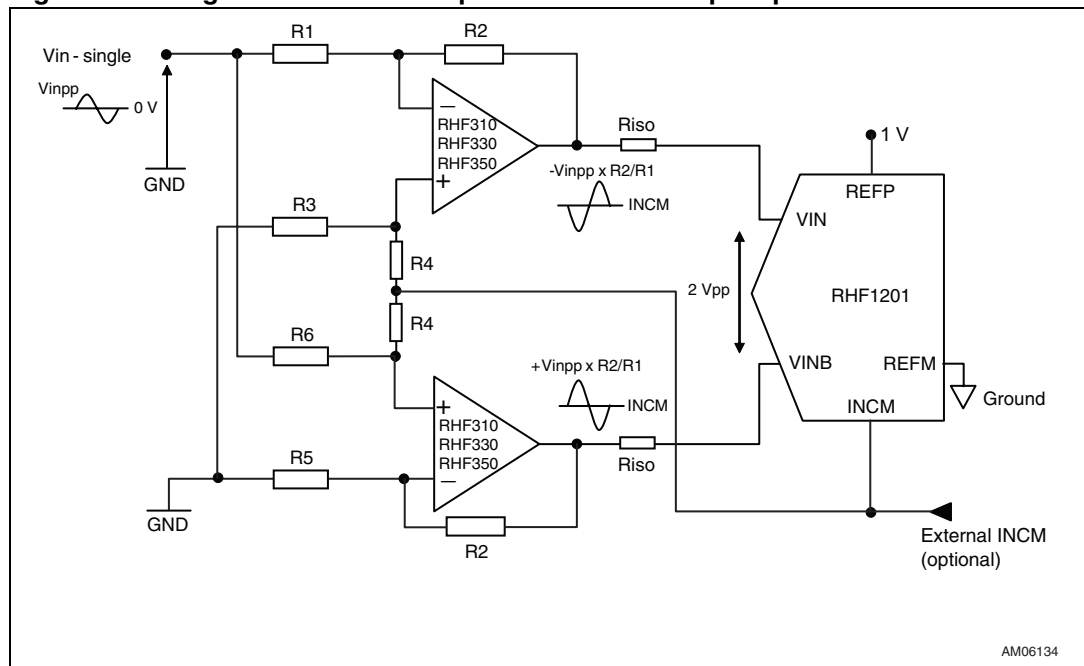 R1
R2
Vin - single
Vinpp
0 V
GND
—
RHF310
RHF330
RHF350
+
Riso
1 V
-Vinpp x R2/R1
INCM
REFP
VIN
R3
R4
2 Vpp
RHF1201
R4
R6
+Vinpp x R2/R1
INCM
VINB
REFM
Ground
INCM
+
RHF310
RHF330
RHF350
—
Riso
R5
GND
R2
External INCM
(optional)
AM06134